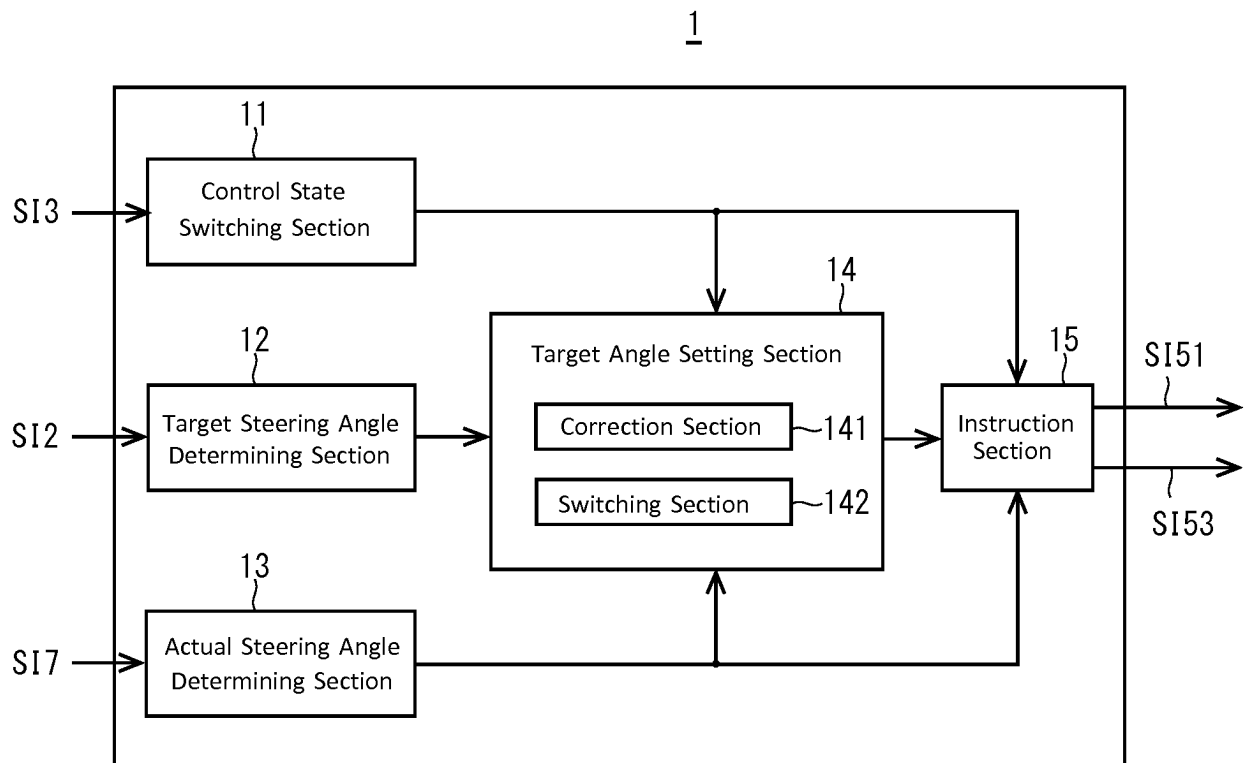 1
11
SI3
Control State
Switching Section
14
12
Target Angle Setting Section
15
SI51
SI2
Target Steering Angle
Determining Section
Correction Section
141
Instruction
Section
Switching Section
142
SI53
13
SI7
Actual Steering Angle
Determining Section